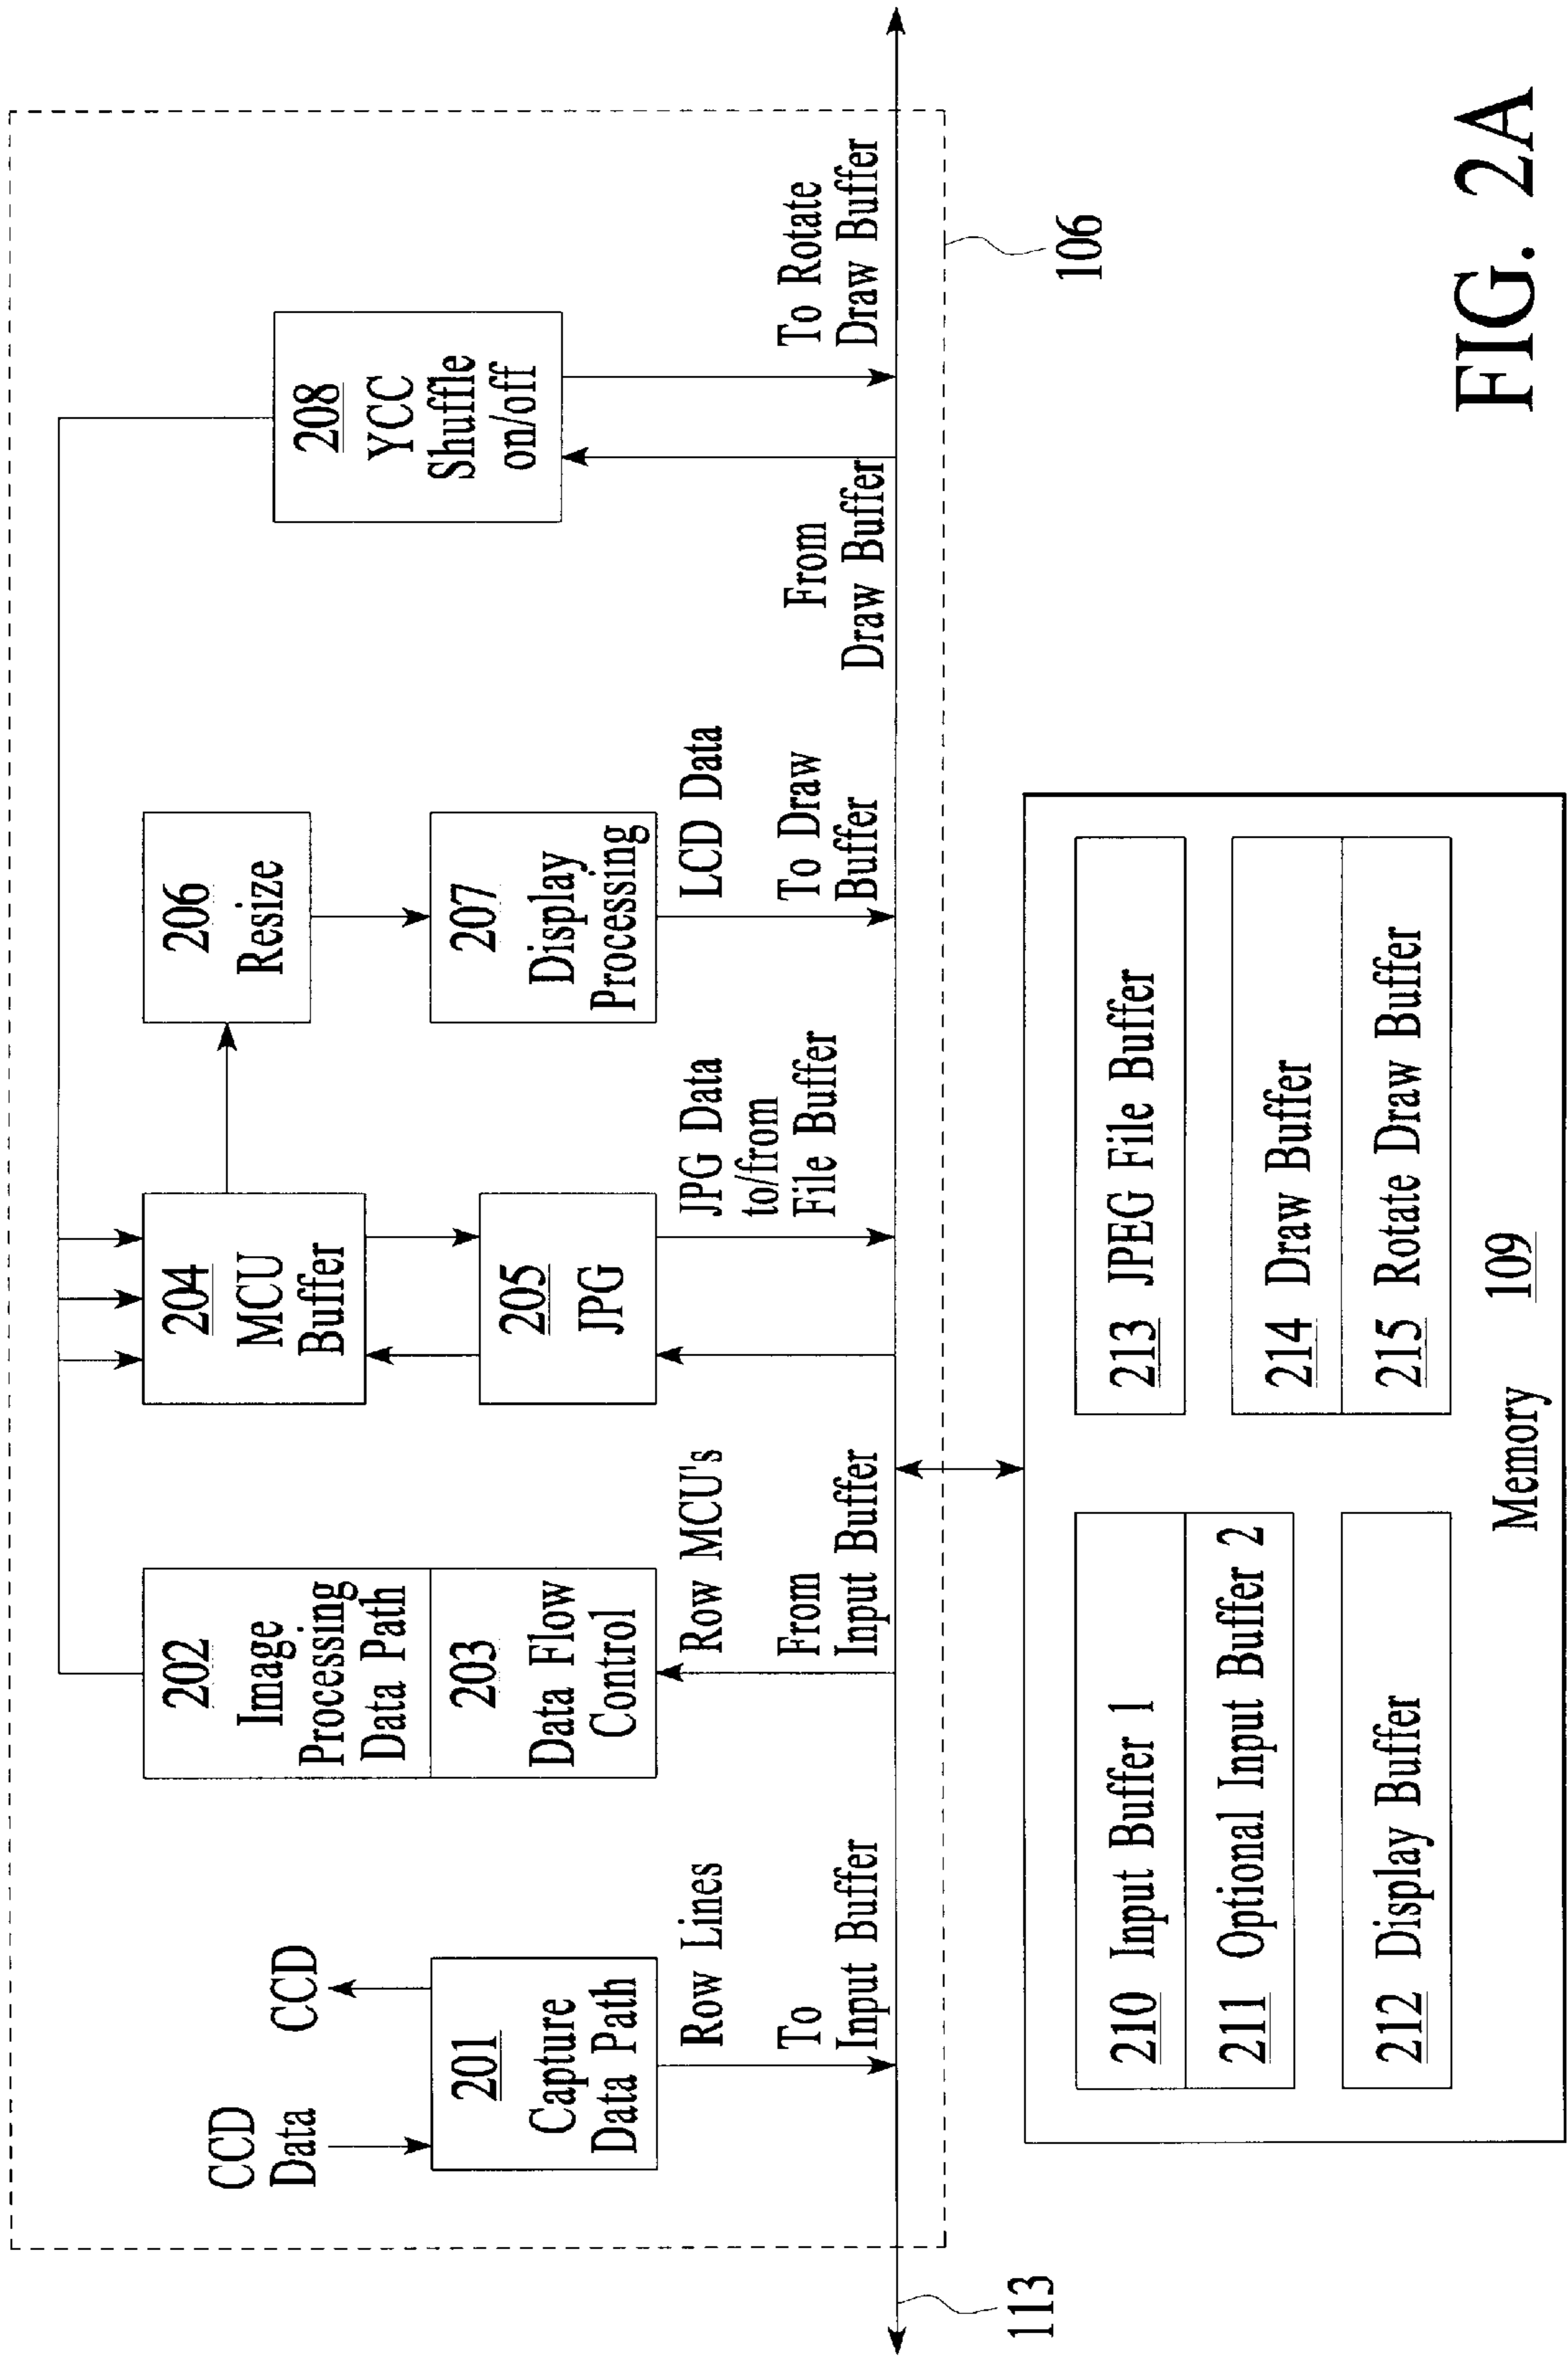 CCD
Data
CCD
201
Capture
Data Path
Row Lines
To
Input Buffer
202
Image
Processing
Data Path
203
Data Flow
Control
Row MCU's
From
Input Buffer
204
MCU
Buffer
205
JPG
JPG Data
to/from
File Buffer
206
Resize
207
Display
Processing
LCD Data
To Draw
Buffer
208
YCC
Shuffle
on/off
From
Draw Buffer
To Rotate
Draw Buffer
113
106
210 Input Buffer 1
211 Optional Input Buffer 2
212 Display Buffer
213 JPEG File Buffer
214 Draw Buffer
215 Rotate Draw Buffer
Memory 109
FIG. 2A